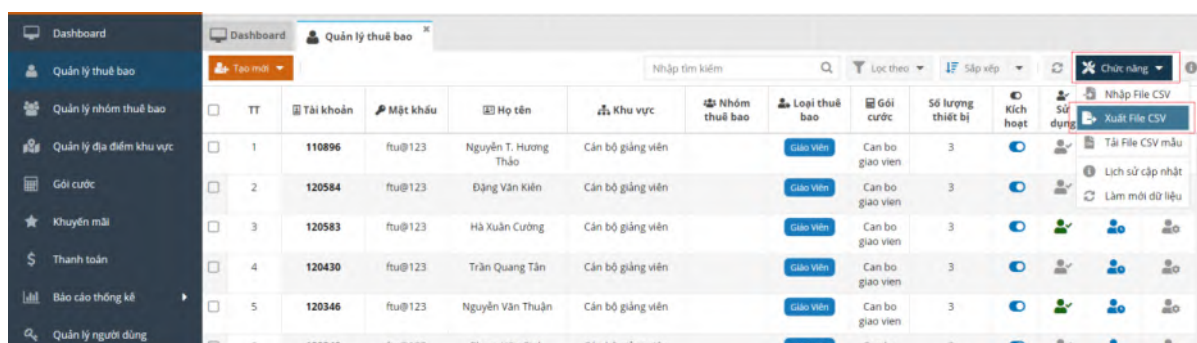 Dashboard
Quản lý thuê bao
Quản lý nhóm thuê bao
Quản lý địa điểm khu vực
Gói cước
Khuyến mãi
Thanh toán
Báo cáo thống kê
Quản lý người dùng
Dashboard Quản lý thuê bao
Tạo mới Nhập tìm kiếm Lọc theo Sắp xếp Chức năng
Nhập File CSV
Xuất File CSV
Tải File CSV mẫu
Lịch sử cập nhật
Làm mới dữ liệu
TT Tài khoản Mật khẩu Họ tên Khu vực Nhóm thuê bao Loại thuê bao Gói cước Số lượng thiết bị Kích hoạt Sử dụng
1 110896 ftu@123 Nguyễn T. Hương Thảo Cán bộ giảng viên Giáo Viên Can bo giao vien 3
2 120584 ftu@123 Đặng Văn Kiên Cán bộ giảng viên Giáo Viên Can bo giao vien 3
3 120583 ftu@123 Hà Xuân Cường Cán bộ giảng viên Giáo Viên Can bo giao vien 3
4 120430 ftu@123 Trần Quang Tân Cán bộ giảng viên Giáo Viên Can bo giao vien 3
5 120346 ftu@123 Nguyễn Văn Thuận Cán bộ giảng viên Giáo Viên Can bo giao vien 3